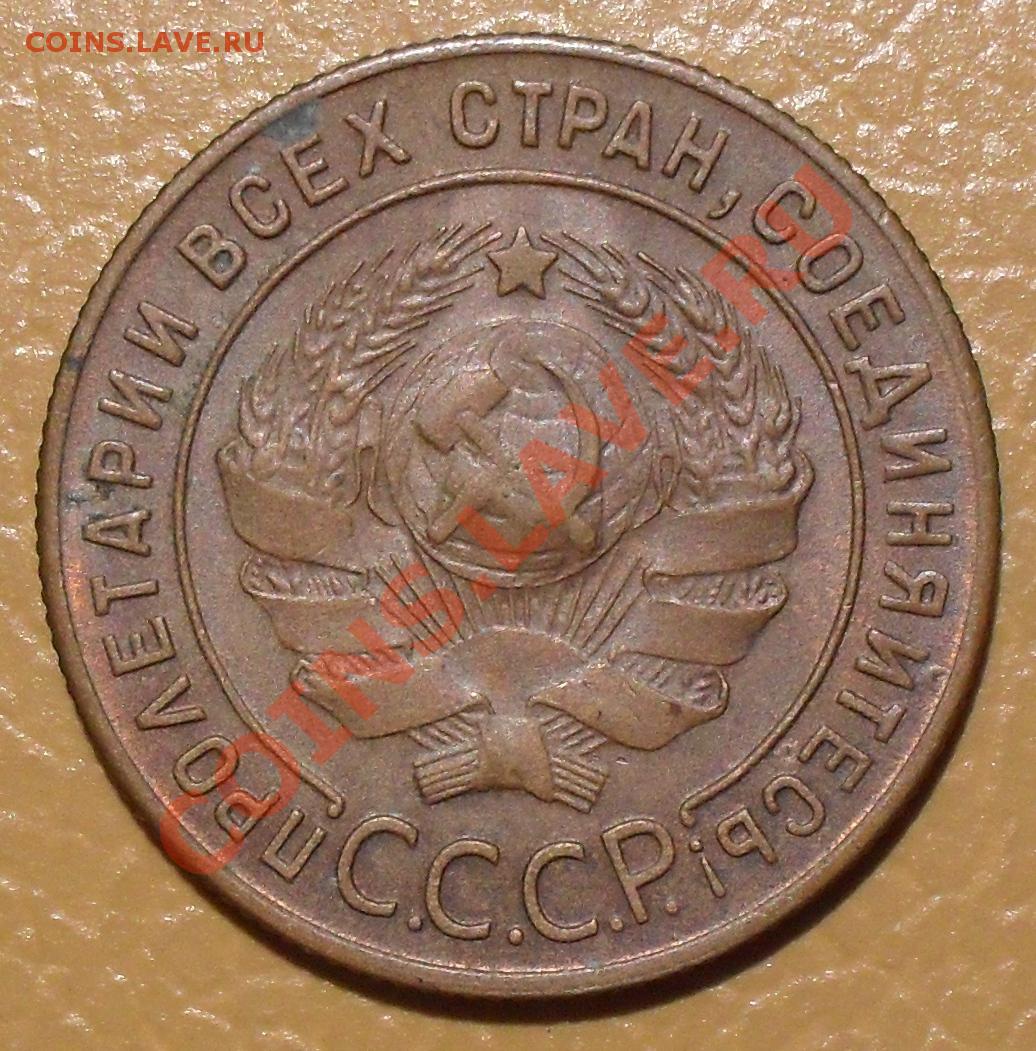 COINS.LAVE.RU
ПРОЛЕТАРИИ ВСЕХ СТРАН, СОЕДИНЯЙТЕСЬ!
С.С.С.Р.
COINS.LAVE.RU